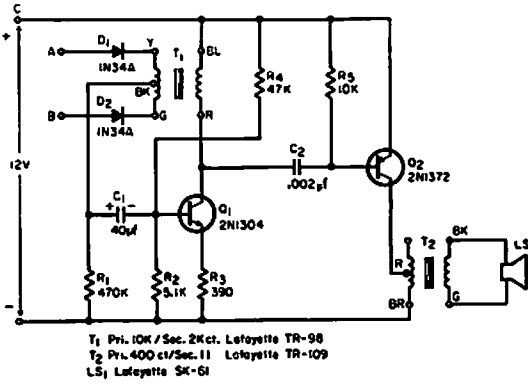 C
+
A
D1
1N34A
Y
T1
BL
BK
R4
47K
R5
10K
B
D2
1N34A
G
R
12V
C2
.002µf
Q2
2N1372
C1
+ -
40µf
Q1
2N1304
R
T2
BK
LS
R1
470K
R2
5.1K
R3
390
BR
G
-
T1 Pri. 10K/Sec. 2Kct. Lafayette TR-98
T2 Pri. 400 ct/Sec. 11 Lafayette TR-109
LS1 Lafayette SK-61